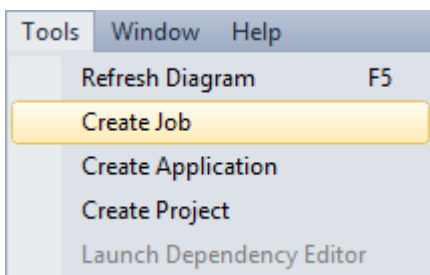 Tools Window Help
Refresh Diagram F5
Create Job
Create Application
Create Project
Launch Dependency Editor